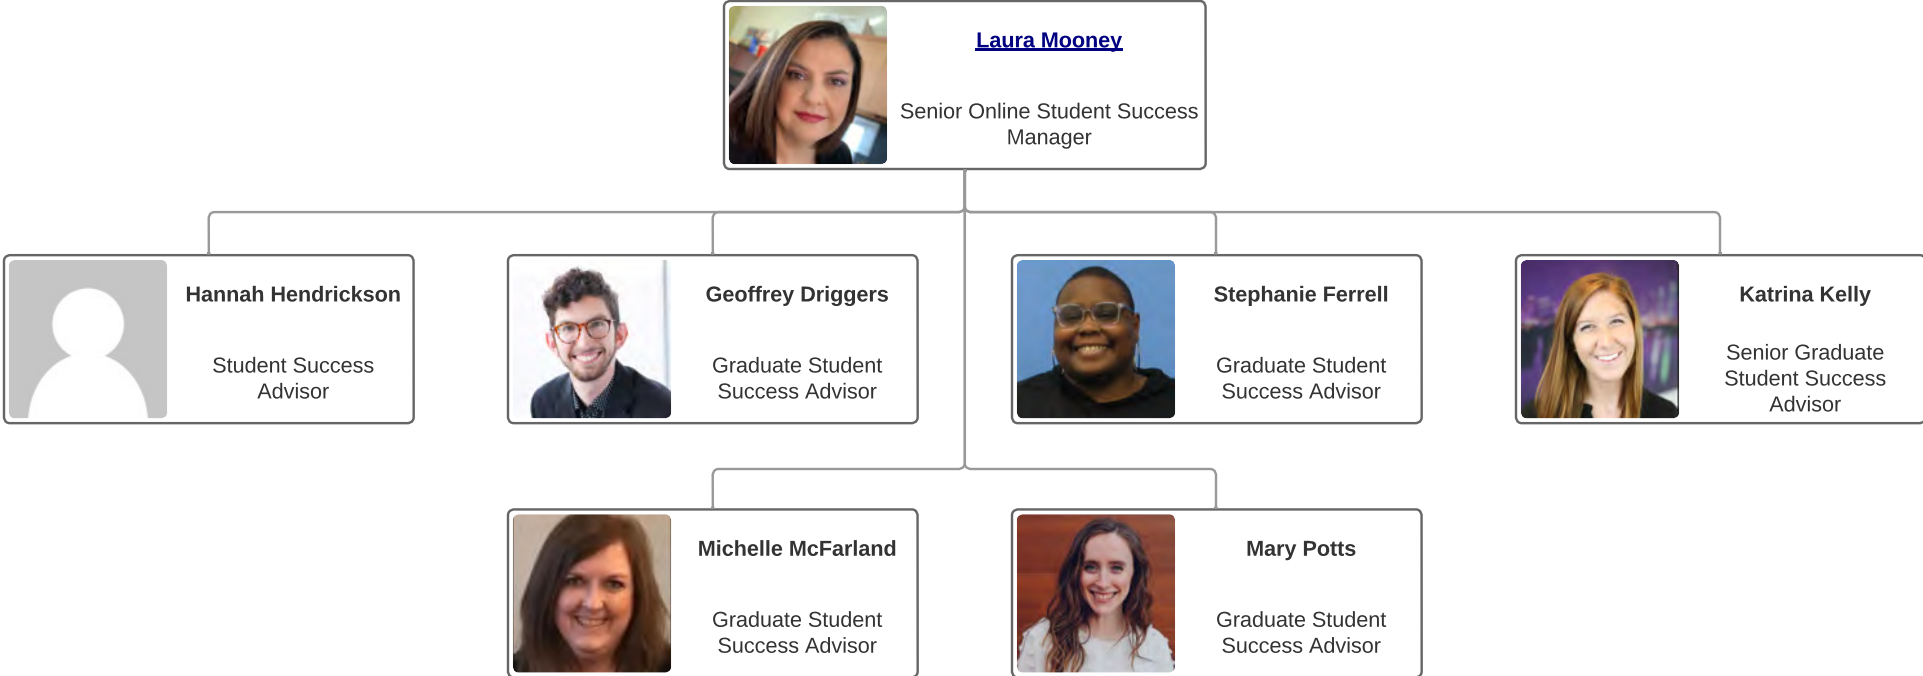 Laura Mooney
Senior Online Student Success
Manager
Hannah Hendrickson
Student Success
Advisor
Geoffrey Driggers
Graduate Student
Success Advisor
Stephanie Ferrell
Graduate Student
Success Advisor
Katrina Kelly
Senior Graduate
Student Success
Advisor
Michelle McFarland
Graduate Student
Success Advisor
Mary Potts
Graduate Student
Success Advisor